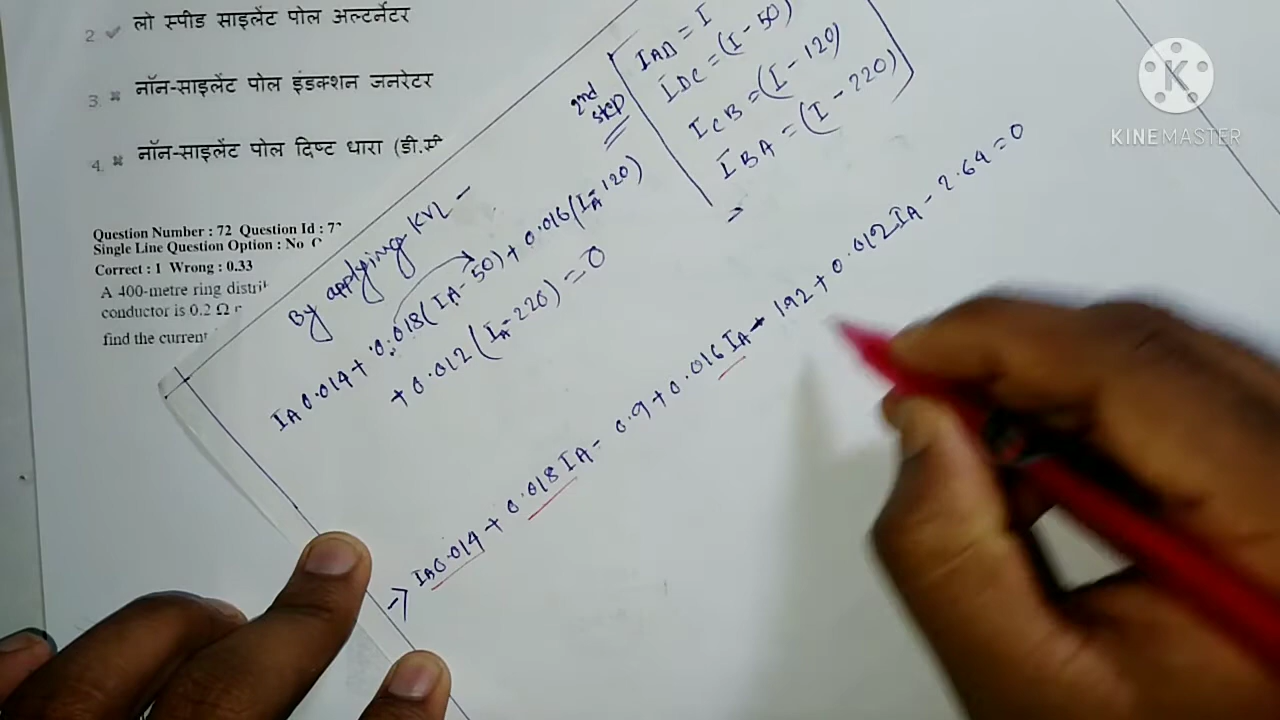 2 लो स्पीड साइलेंट पोल अल्टर्नेटर
3. नॉन-साइलेंट पोल इंडक्शन जनरेटर
4. नॉन-साइलेंट पोल दिष्ट धारा (डी.सी
Question Number : 72 Question Id :
Single Line Question Option : No
Correct : 1 Wrong : 0.33
A 400-metre ring
conductor is 0.2 Ω
find the current
2nd step
IAD = I
IDC = (I - 50)
ICB = (I - 120)
IBA = (I - 220)
By applying KVL -
IA 0.014 + 0.018(IA - 50) + 0.016(IA - 120)
+ 0.012(IA - 220) = 0
→ IA 0.014 + 0.018 IA - 0.9 + 0.016 IA - 1.92 + 0.012 IA - 2.64 = 0
KINEMASTER